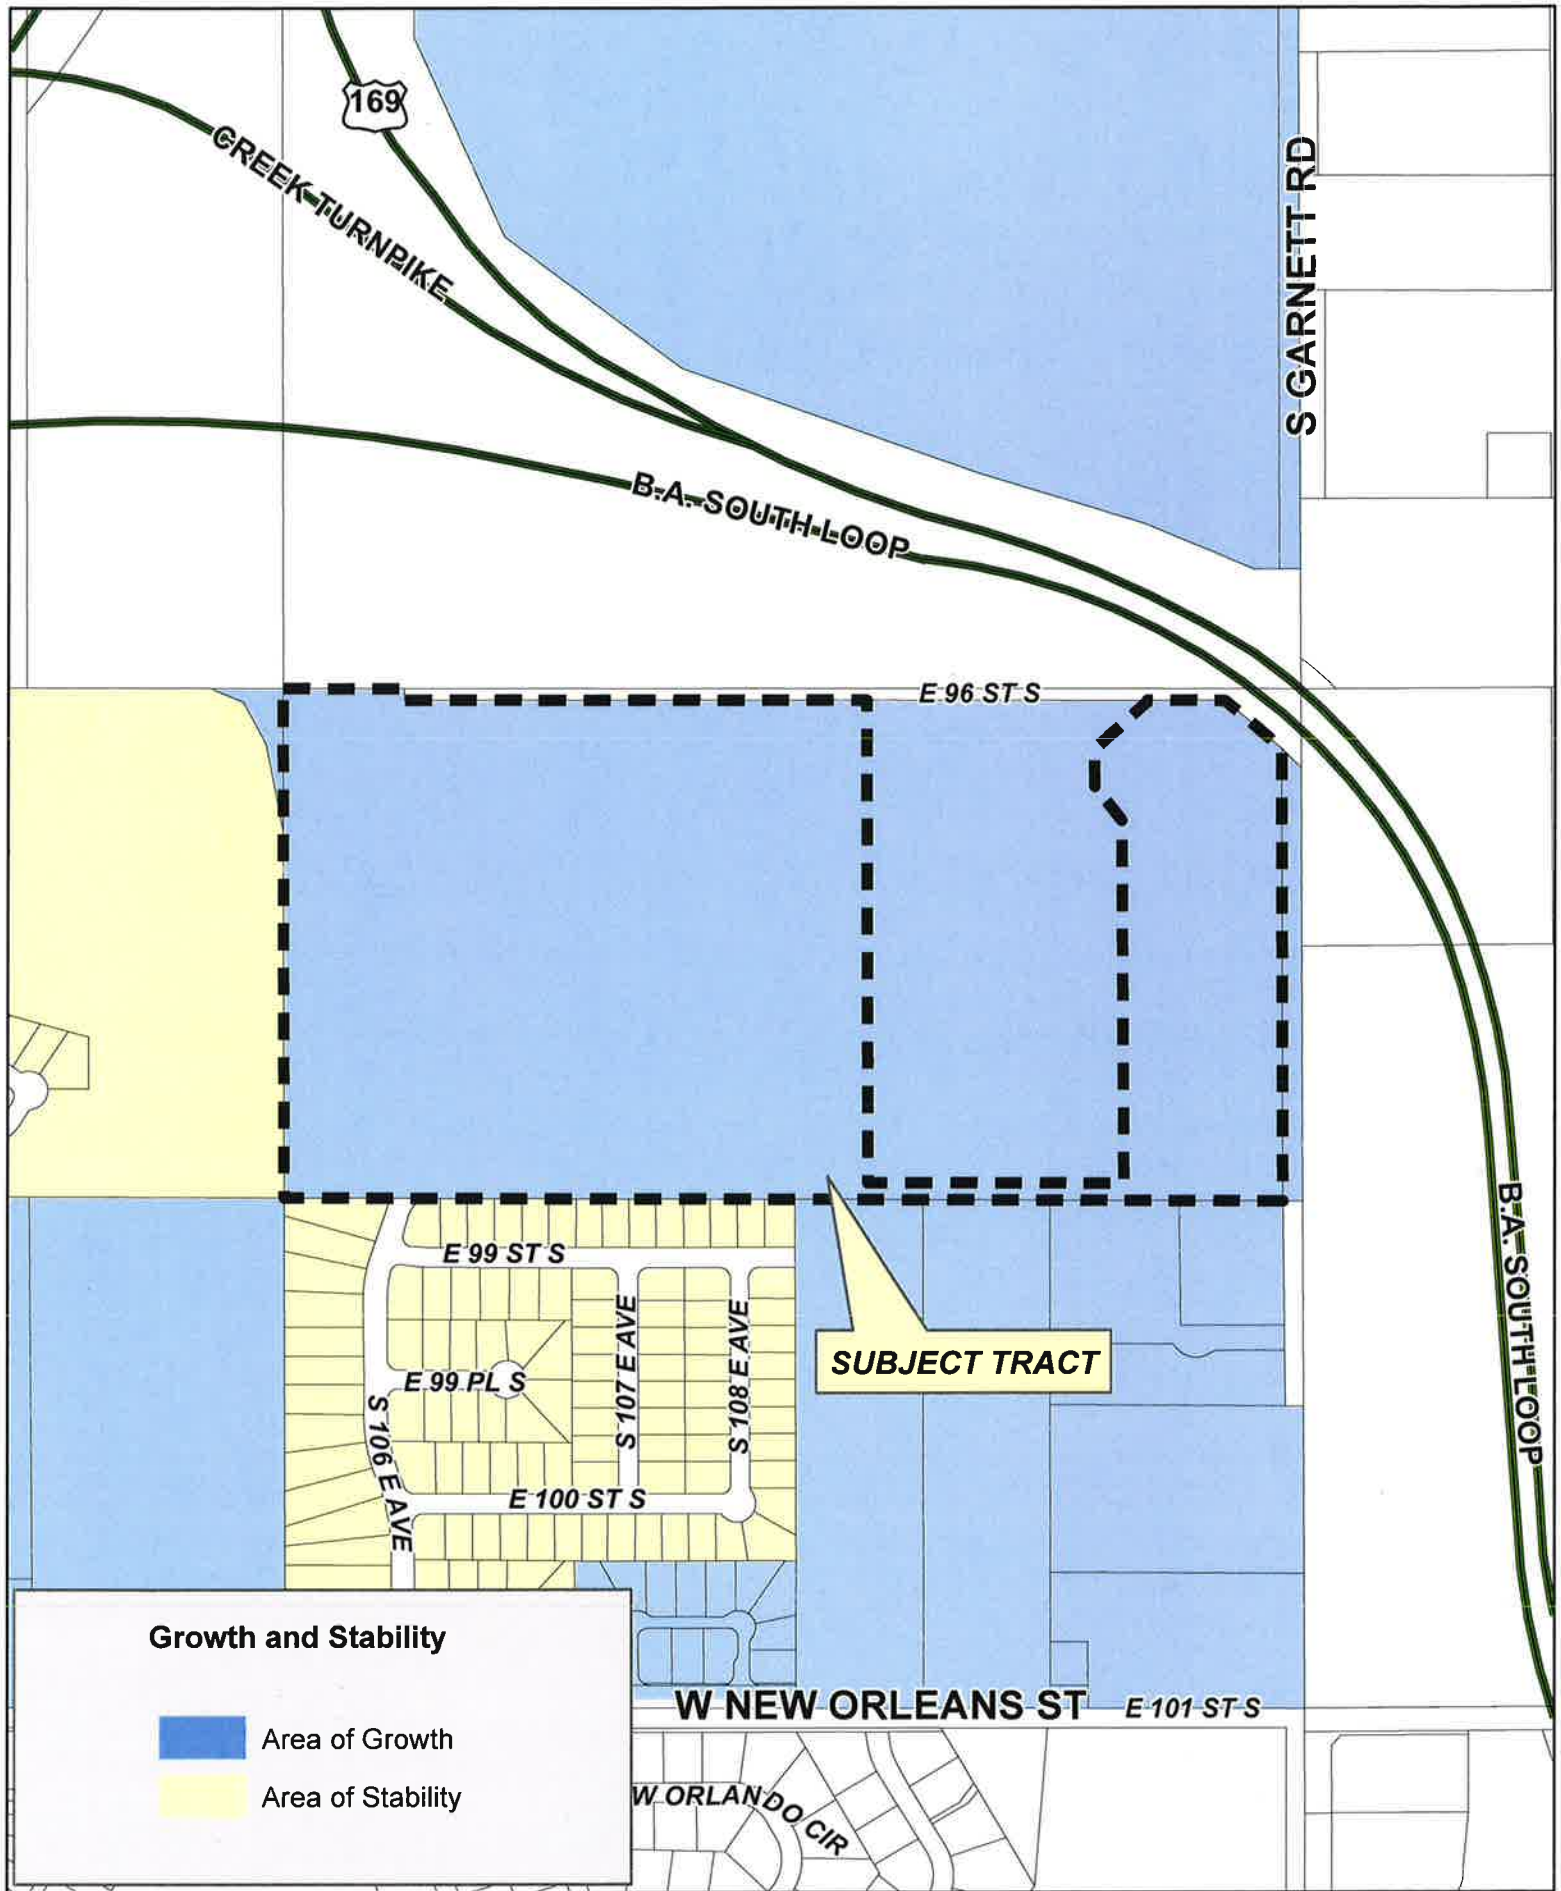 169
CREEK TURNPIKE
S GARNETT RD
B.A. SOUTH LOOP
E 96 ST S
E 99 ST S
S 107 E AVE
S 108 E AVE
SUBJECT TRACT
E 99 PL S
S 106 E AVE
E 100 ST S
B.A. SOUTH LOOP
Growth and Stability
Area of Growth
Area of Stability
W NEW ORLEANS ST
E 101 ST S
W ORLANDO CIR